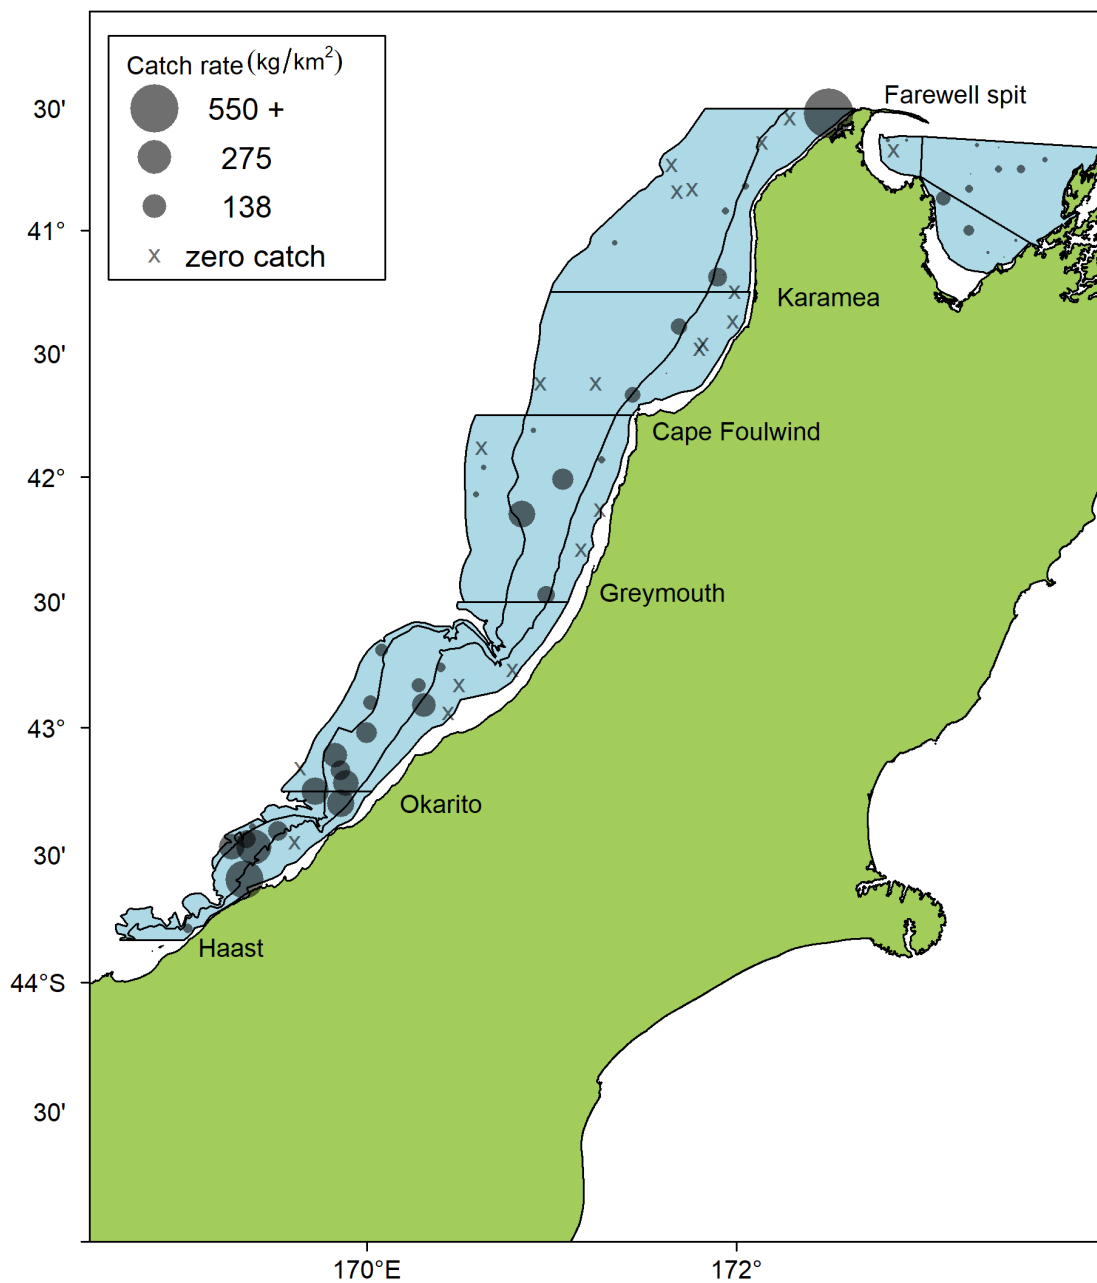 Catch rate (kg/km²)
550 +
275
138
x zero catch
Farewell spit
30'
41°
Karamea
30'
Cape Foulwind
42°
Greymouth
30'
43°
Okarito
30'
Haast
44°S
30'
170°E
172°